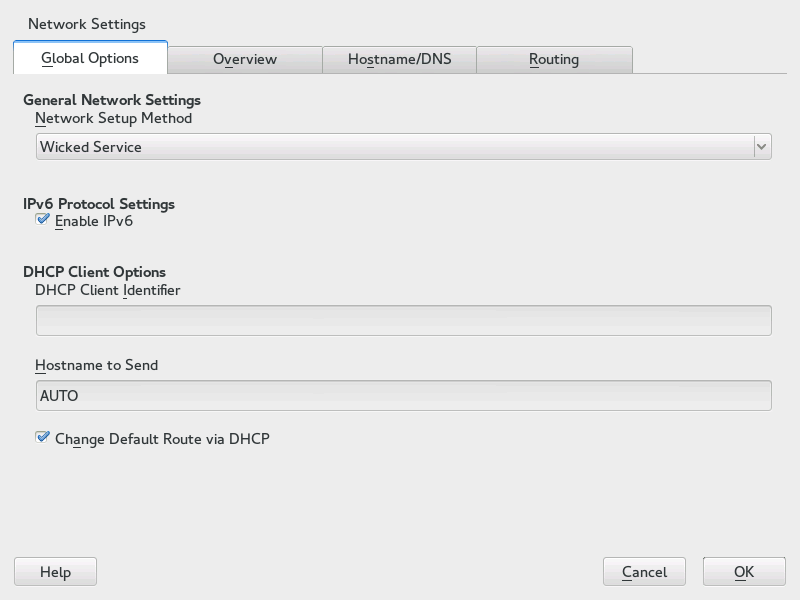 Network Settings
Global Options
Overview
Hostname/DNS
Routing
General Network Settings
Network Setup Method
Wicked Service
IPv6 Protocol Settings
Enable IPv6
DHCP Client Options
DHCP Client Identifier
Hostname to Send
AUTO
Change Default Route via DHCP
Help
Cancel
OK